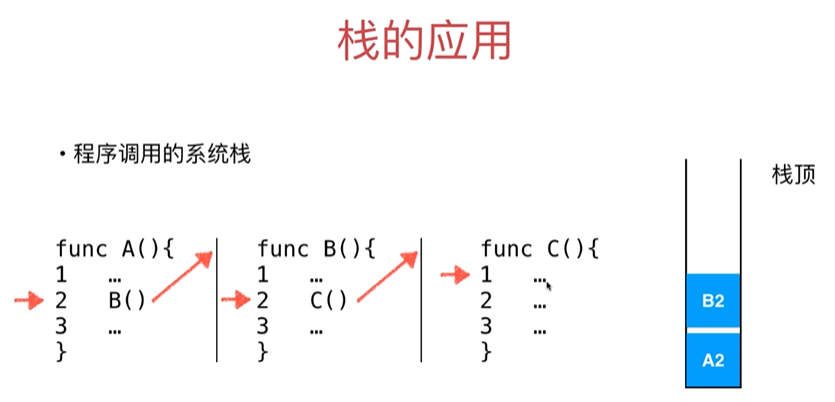 栈的应用
·程序调用的系统栈
栈顶
func A(){
1 …
2 B()
3 …
}
func B(){
1 …
2 C()
3 …
}
func C(){
1 …
2 …
3 …
}
B2
A2